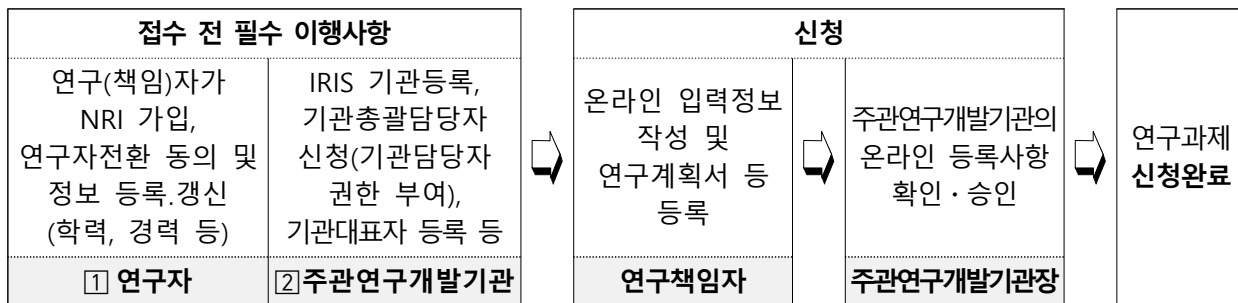 접수 전 필수 이행사항
연구(책임)자가
NRI 가입,
연구자전환 동의 및
정보 등록.갱신
(학력, 경력 등)
1 연구자
IRIS 기관등록,
기관총괄담당자
신청(기관담당자
권한 부여),
기관대표자 등록 등
2 주관연구개발기관
신청
온라인 입력정보
작성 및
연구계획서 등
등록
연구책임자
주관연구개발기관의
온라인 등록사항
확인·승인
주관연구개발기관장
연구과제
신청완료